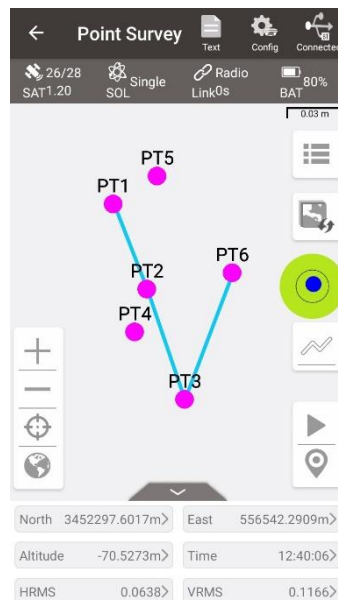 Point Survey
Text
Config
Connected
26/28
SAT1.20
Single
SOL
Radio
Link0s
80%
BAT
0.03 m
PT5
PT1
PT6
PT2
PT4
PT3
North 3452297.6017m>
East 556542.2909m>
Altitude -70.5273m>
Time 12:40:06>
HRMS 0.0638>
VRMS 0.1166>